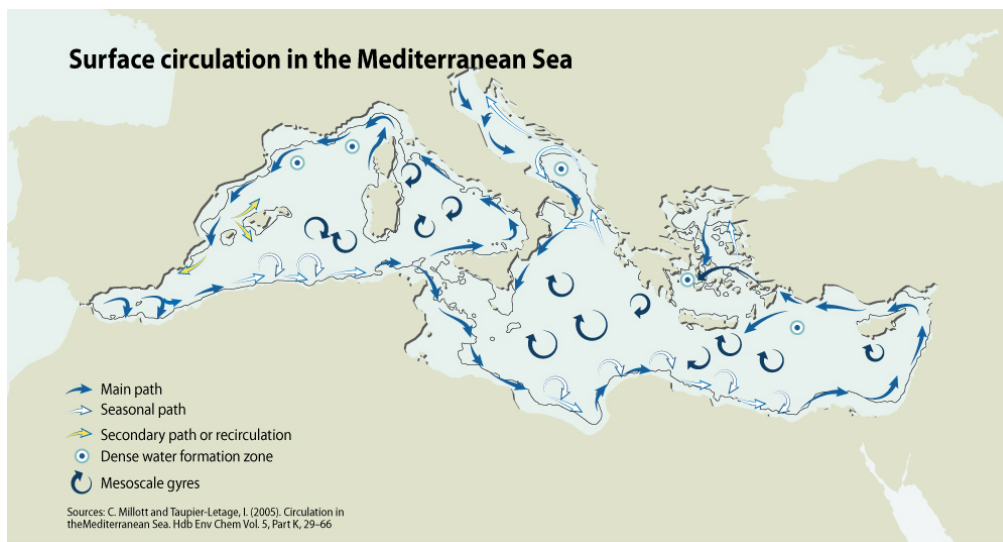 Surface circulation in the Mediterranean Sea
Main path
Seasonal path
Secondary path or recirculation
Dense water formation zone
Mesoscale gyres
Sources: C. Millott and Taupier-Letage, I. (2005). Circulation in
theMediterranean Sea. Hdb Env Chem Vol. 5, Part K, 29–66